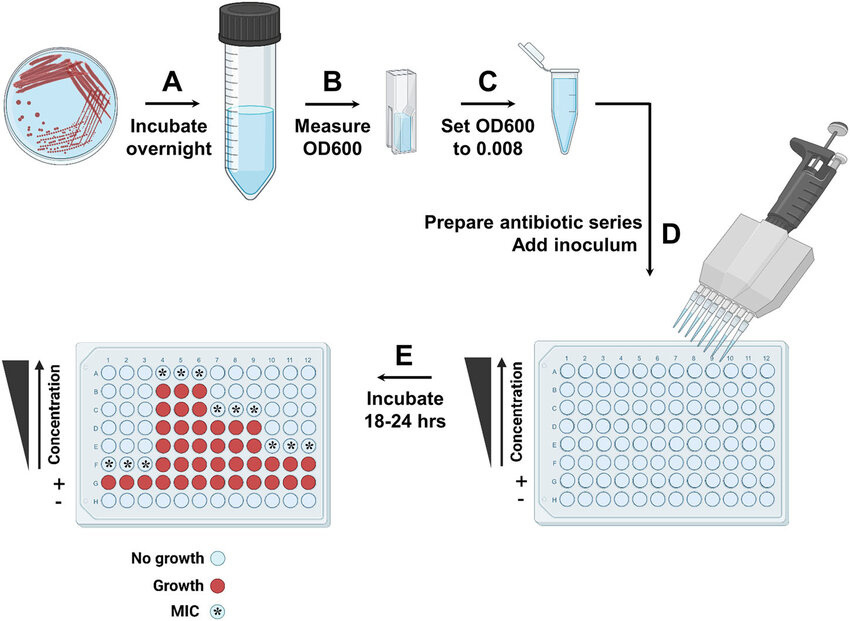 A
Incubate
overnight
B
Measure
OD600
C
Set OD600
to 0.008
Prepare antibiotic series
Add inoculum
D
E
Incubate
18-24 hrs
Concentration
+
-
1 2 3 4 5 6 7 8 9 10 11 12
A * * *
B
C * * *
D
E * * *
F * * *
G
H
Concentration
+
-
1 2 3 4 5 6 7 8 9 10 11 12
A
B
C
D
E
F
G
H
No growth
Growth
MIC *